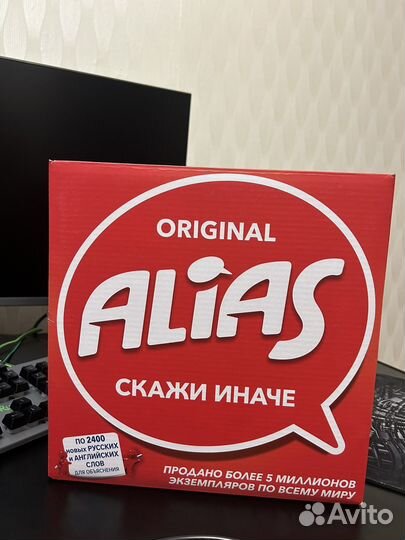 ORIGINAL
ALiAS
СКАЖИ ИНАЧЕ
ПО 2400
новых РУССКИХ
и АНГЛИЙСКИХ
СЛОВ
ДЛЯ ОБЪЯСНЕНИЯ
ПРОДАНО БОЛЕЕ 5 МИЛЛИОНОВ
ЭКЗЕМПЛЯРОВ ПО ВСЕМУ МИРУ
Avito